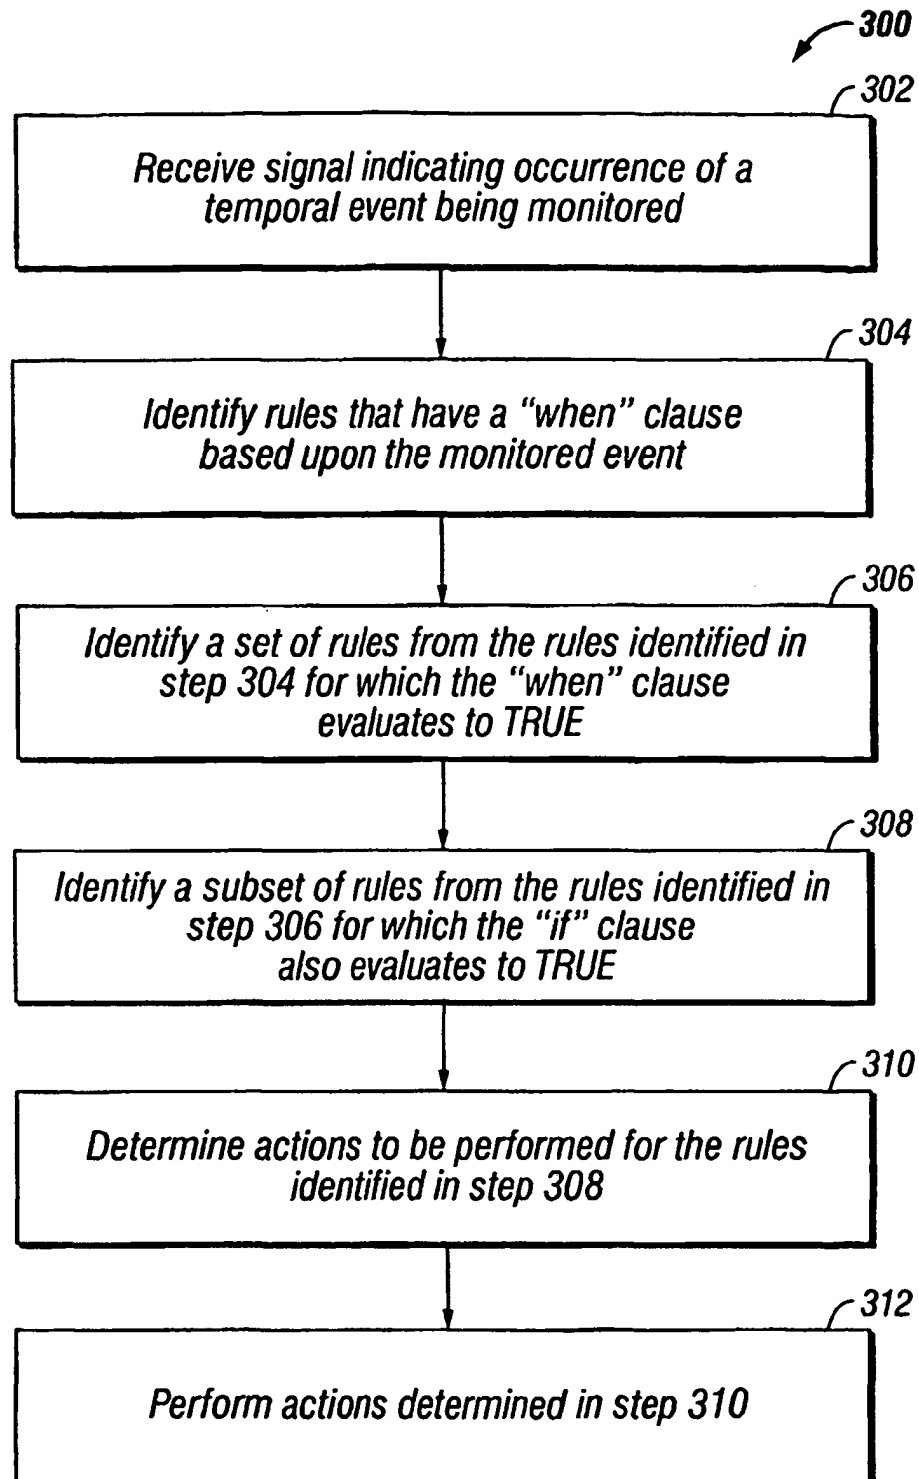 300
302
Receive signal indicating occurrence of a
temporal event being monitored
304
Identify rules that have a “when” clause
based upon the monitored event
306
Identify a set of rules from the rules identified in
step 304 for which the “when” clause
evaluates to TRUE
308
Identify a subset of rules from the rules identified in
step 306 for which the “if” clause
also evaluates to TRUE
310
Determine actions to be performed for the rules
identified in step 308
312
Perform actions determined in step 310